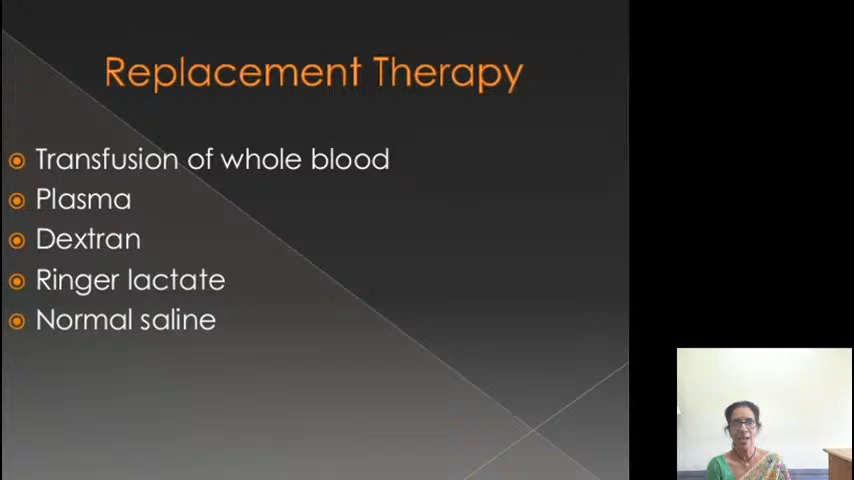 Replacement Therapy
Transfusion of whole blood
Plasma
Dextran
Ringer lactate
Normal saline